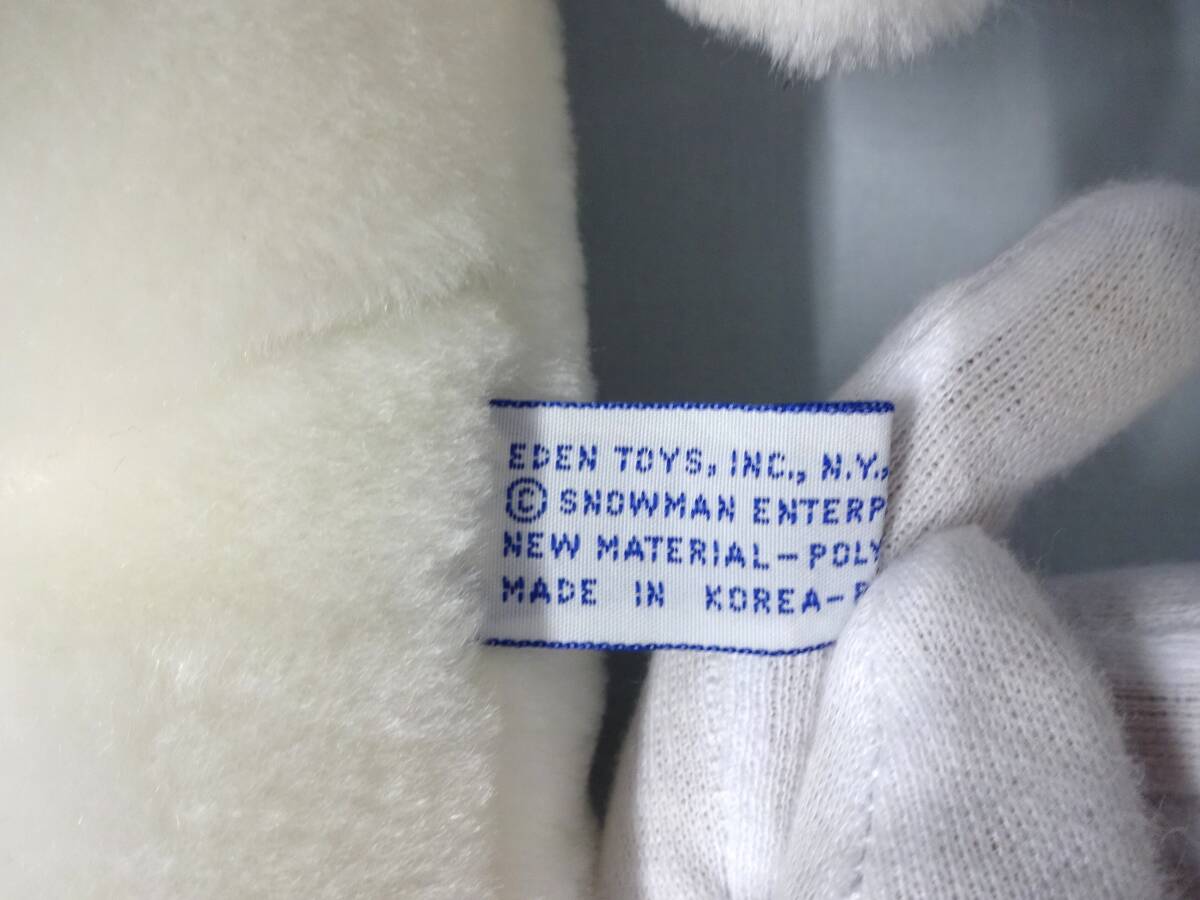 EDEN TOYS, INC., N.Y.,
© SNOWMAN ENTERP
NEW MATERIAL-POLY
MADE IN KOREA-